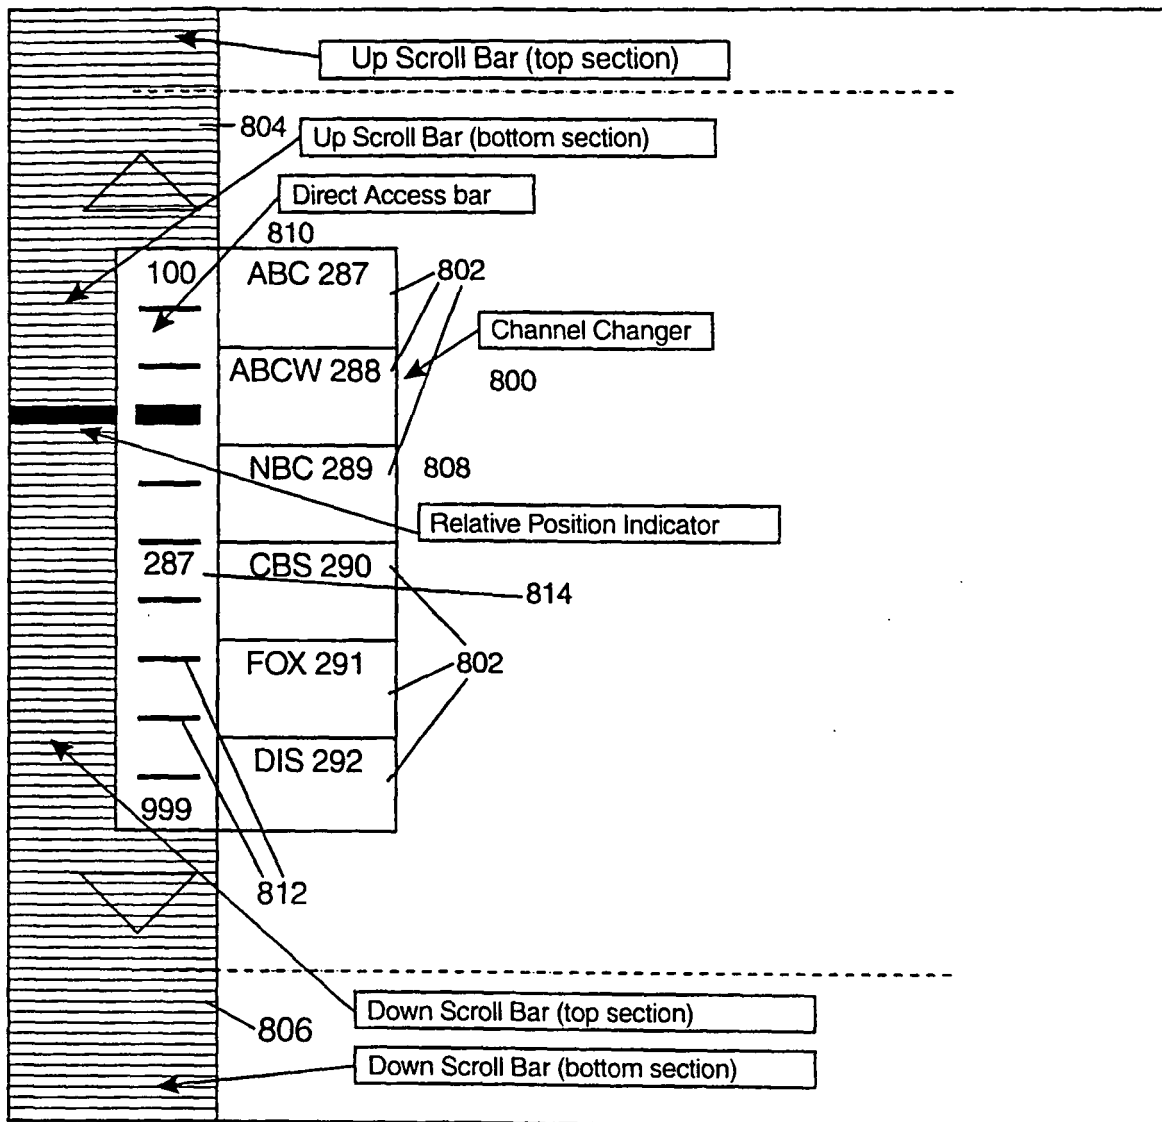 Up Scroll Bar (top section)
804
Up Scroll Bar (bottom section)
Direct Access bar
810
100
ABC 287
802
Channel Changer
ABCW 288
800
NBC 289
808
Relative Position Indicator
287
CBS 290
814
FOX 291
802
DIS 292
999
812
Down Scroll Bar (top section)
806
Down Scroll Bar (bottom section)